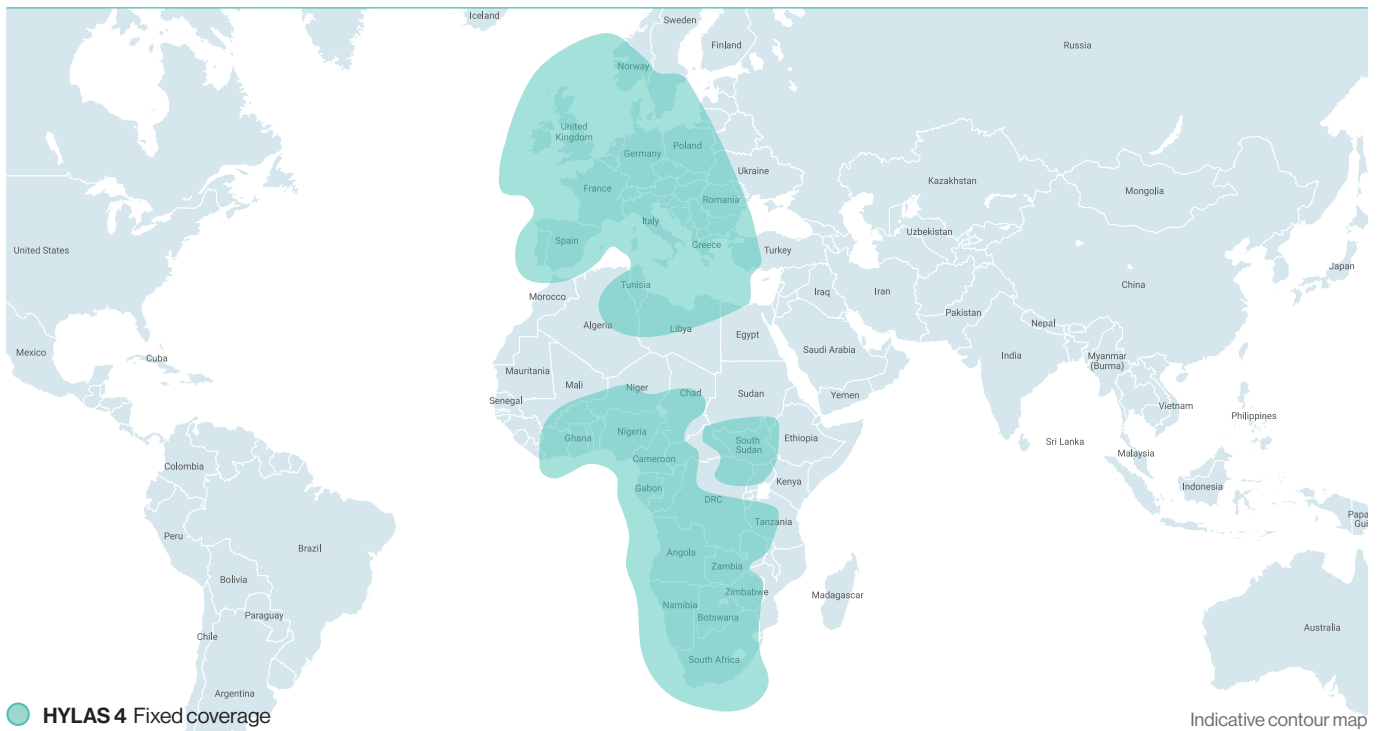 Iceland
Sweden
Finland
Russia
Norway
United
Kingdom
Poland
Germany
Ukraine
France
Kazakhstan
Mongolia
Romania
Italy
Uzbekistan
United States
Spain
Greece
Turkey
Japan
Tunisia
China
Morocco
Iraq
Iran
Pakistan
Algeria
Libya
Egypt
Nepal
Mexico
Cuba
Saudi Arabia
India
Myanmar
(Burma)
Mauritania
Mali
Niger
Chad
Sudan
Yemen
Senegal
Vietnam
Philippines
Ghana
Nigeria
South
Sudan
Ethiopia
Sri Lanka
Malaysia
Colombia
Cameroon
Kenya
Gabon
DRC
Indonesia
Papa
Gui
Tanzania
Peru
Brazil
Angola
Zambia
Bolivia
Zimbabwe
Madagascar
Namibia
Botswana
Paraguay
Chile
Australia
South Africa
Argentina
HYLAS 4 Fixed coverage
Indicative contour map